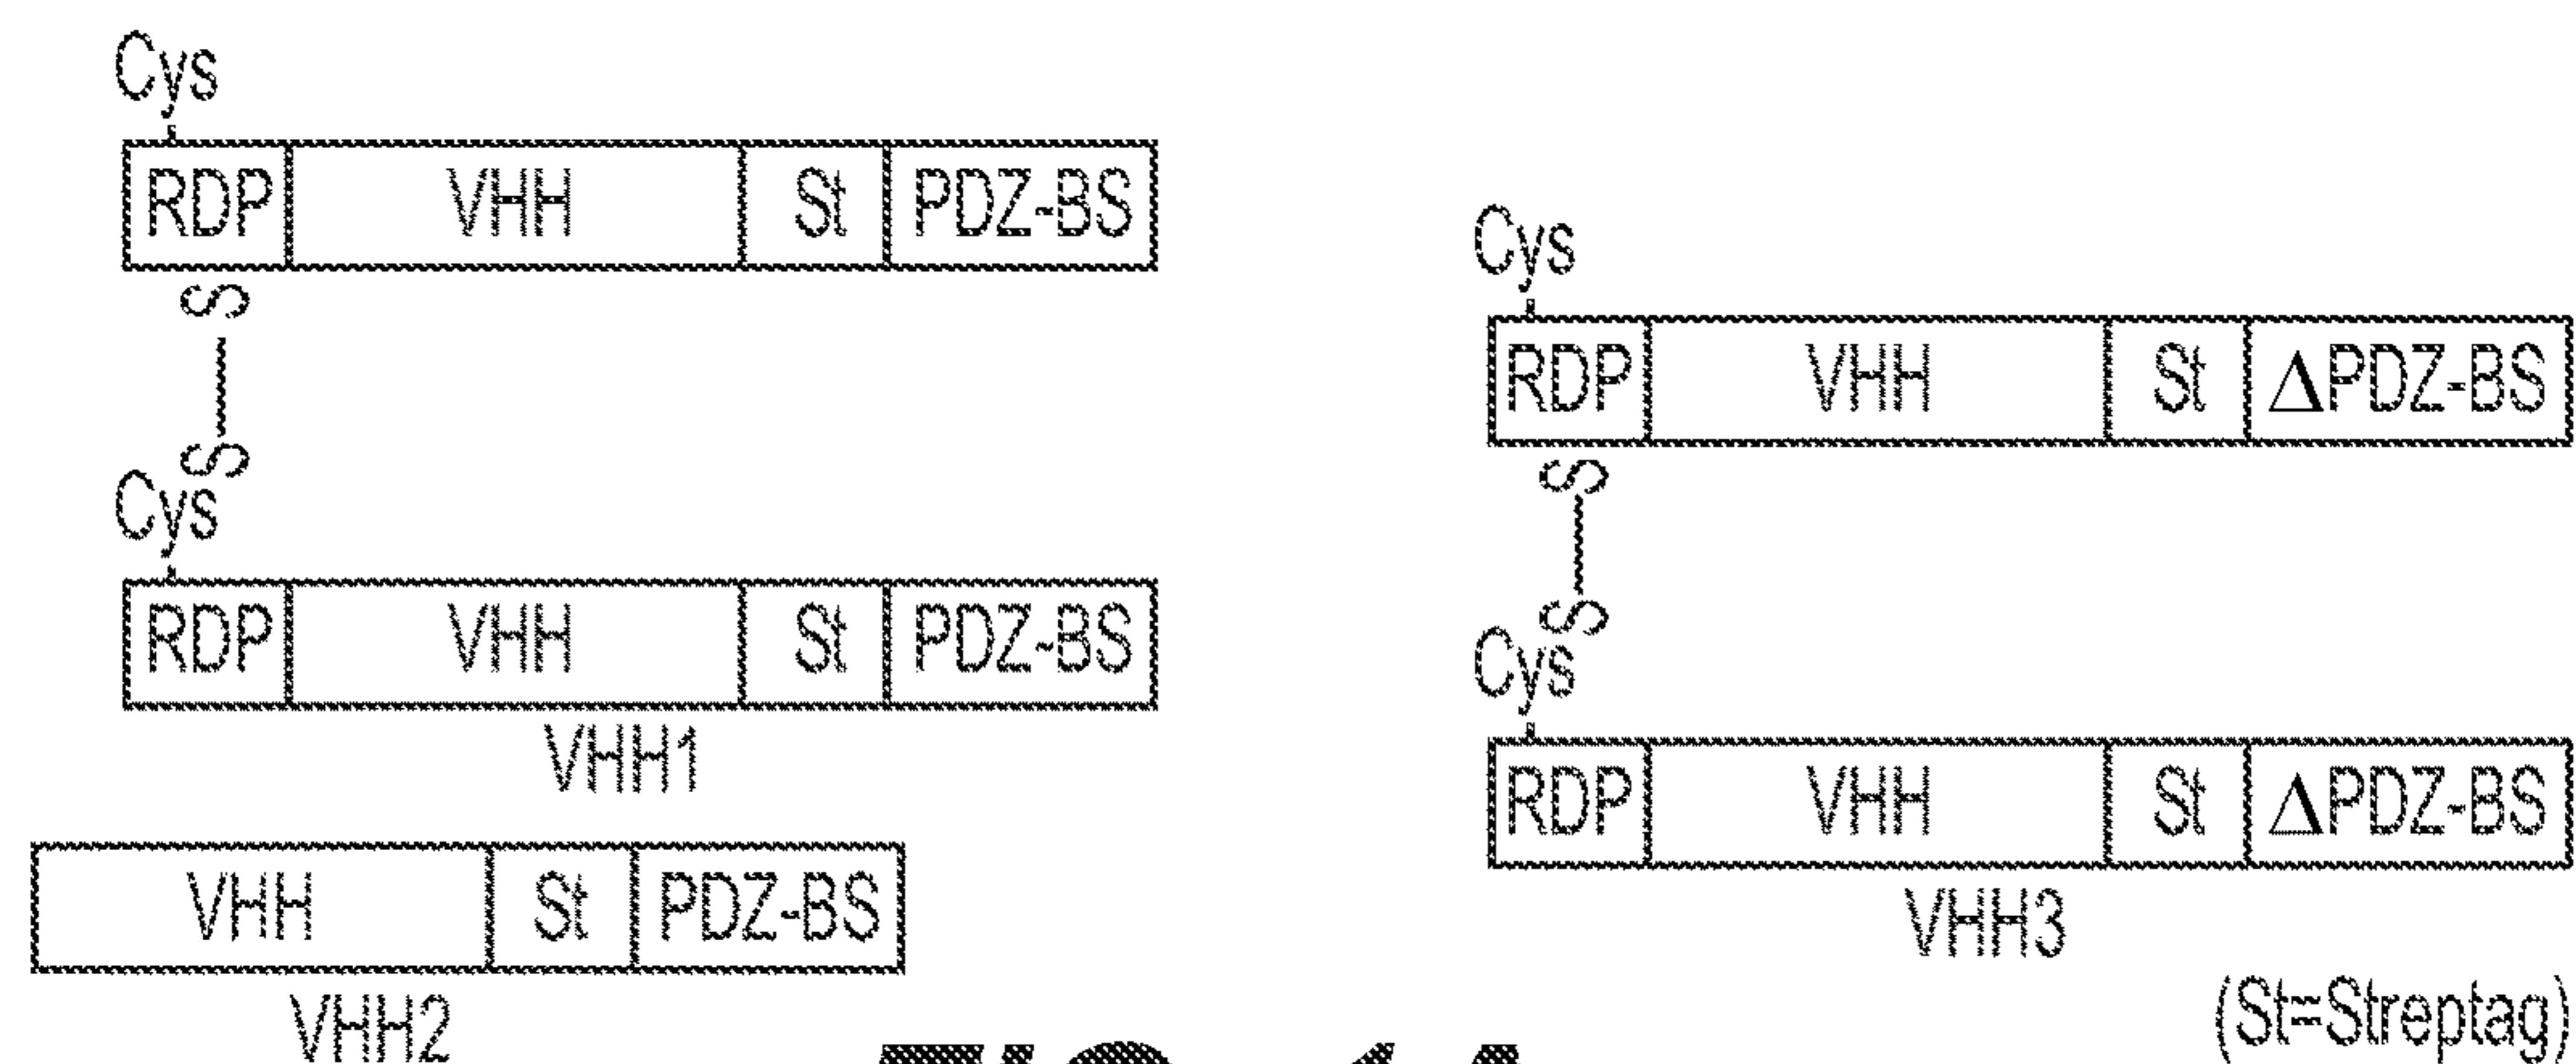 Cys
RDP VHH St PDZ-BS
S
S
Cys
RDP VHH St PDZ-BS
VHH1
VHH St PDZ-BS
VHH2
Cys
RDP VHH St ΔPDZ-BS
S
S
Cys
RDP VHH St ΔPDZ-BS
VHH3
(St=Streptag)